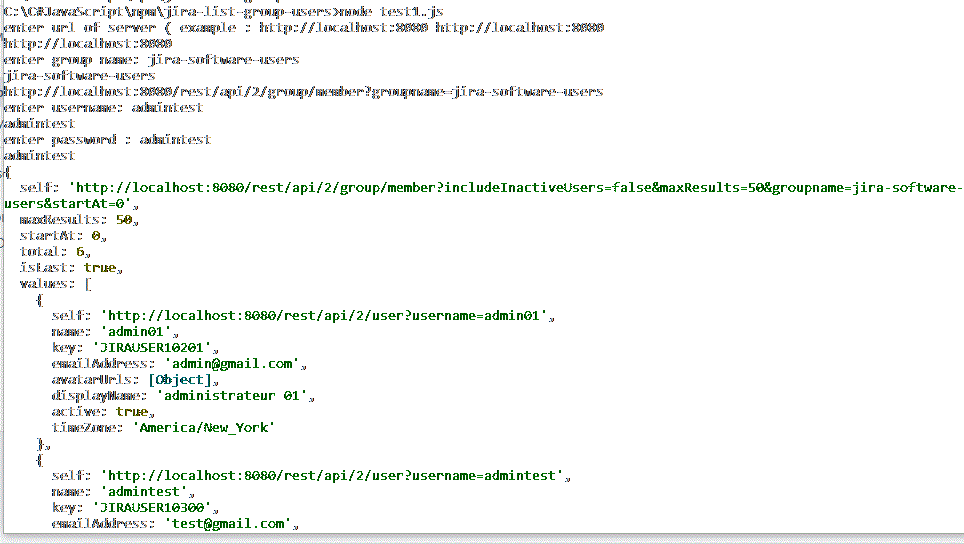 C:\C#JavaScript\npm\jira-list-group-users>node test1.js
enter url of server ( example : http://localhost:8080 http://localhost:8080
http://localhost:8080
enter group name: jira-software-users
jira-software-users
http://localhost:8080/rest/api/2/group/member?groupname=jira-software-users
enter username: admintest
admintest
enter password : admintest
admintest
{
  self: 'http://localhost:8080/rest/api/2/group/member?includeInactiveUsers=false&maxResults=50&groupname=jira-software-
users&startAt=0',
  maxResults: 50,
  startAt: 0,
  total: 6,
  isLast: true,
  values: [
    {
      self: 'http://localhost:8080/rest/api/2/user?username=admin01',
      name: 'admin01',
      key: 'JIRAUSER10201',
      emailAddress: 'admin@gmail.com',
      avatarUrls: [Object],
      displayName: 'administrateur 01',
      active: true,
      timeZone: 'America/New_York'
    },
    {
      self: 'http://localhost:8080/rest/api/2/user?username=admintest',
      name: 'admintest',
      key: 'JIRAUSER10300',
      emailAddress: 'test@gmail.com',